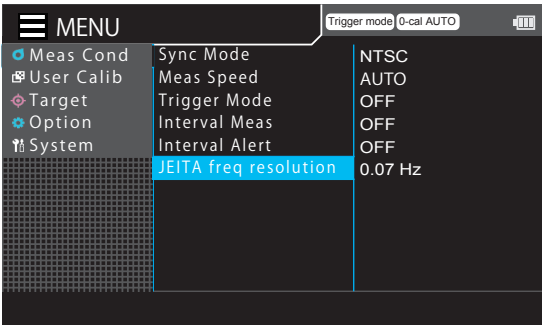 MENU
Trigger mode 0-cal AUTO
Meas Cond Sync Mode NTSC
User Calib Meas Speed AUTO
Target Trigger Mode OFF
Option Interval Meas OFF
System Interval Alert OFF
JEITA freq resolution 0.07 Hz